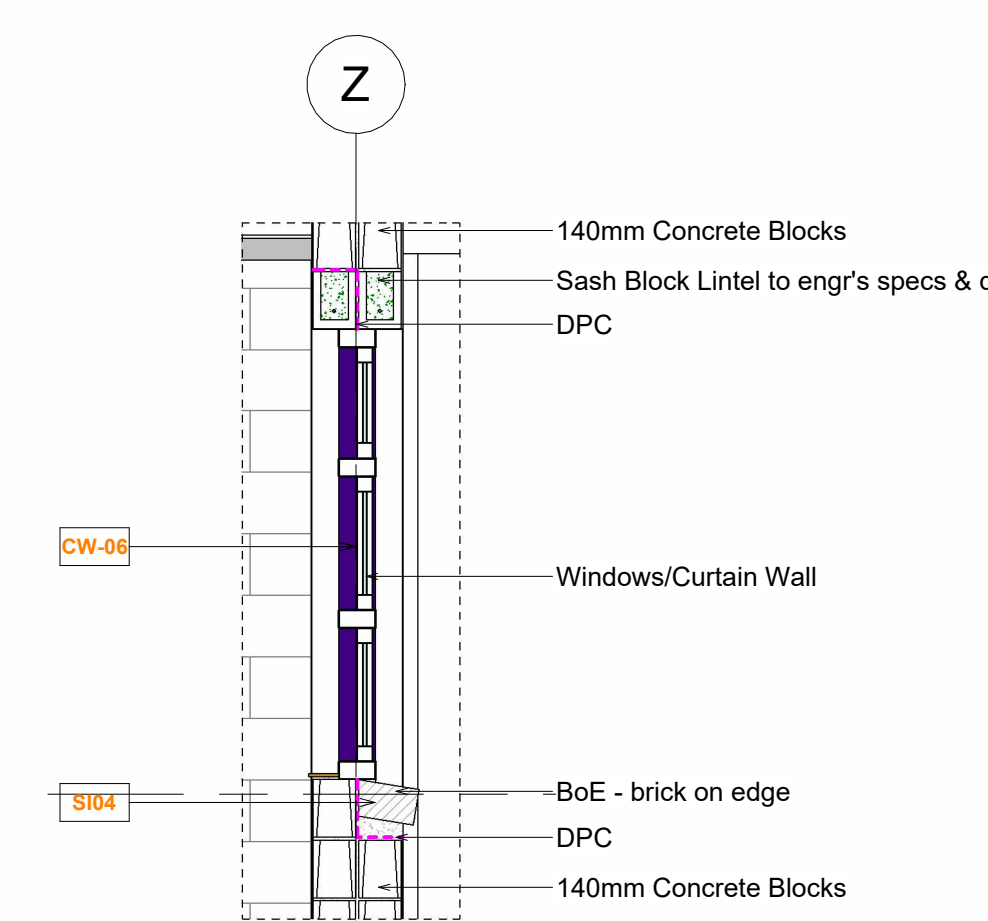 Z
140mm Concrete Blocks
Sash Block Lintel to engr's specs &
DPC
CW-06
Windows/Curtain Wall
SI04
BoE - brick on edge
DPC
140mm Concrete Blocks